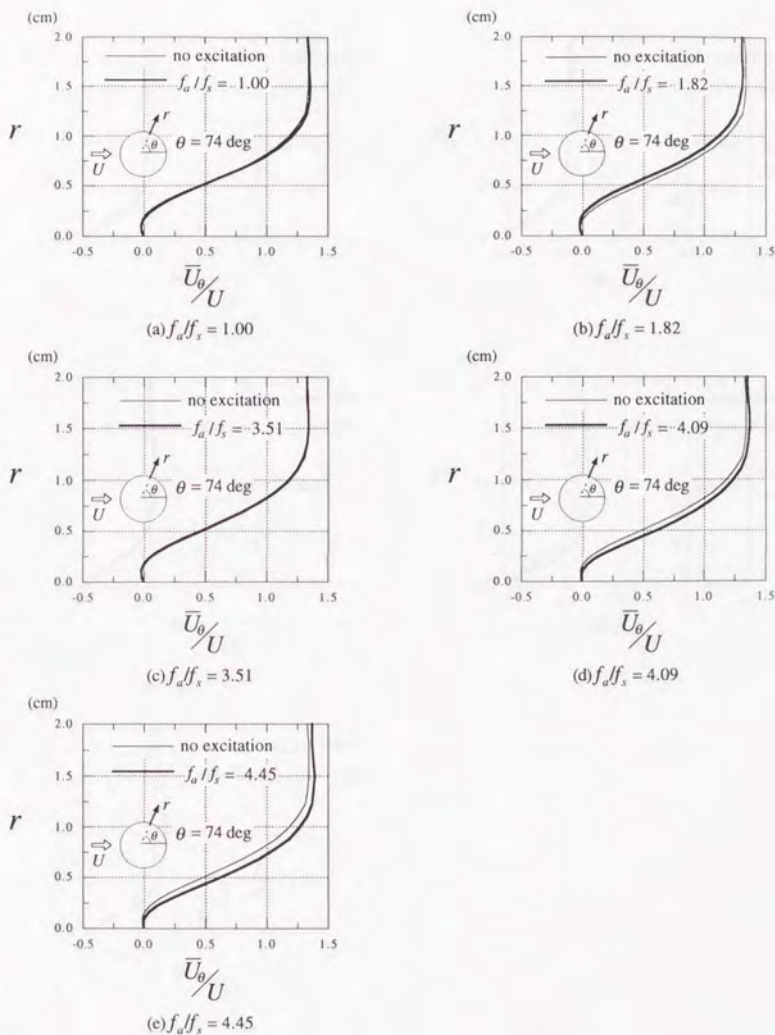 (cm)
2.0
no excitation
f_a / f_s = 1.00
1.5
r
r
1.0
θ
θ = 74 deg
U
0.5
0.0
-0.5 0.0 0.5 1.0 1.5
U̅_θ/U
(a) f_a/f_s = 1.00
(cm)
2.0
no excitation
f_a / f_s = 1.82
1.5
r
r
1.0
θ
θ = 74 deg
U
0.5
0.0
-0.5 0.0 0.5 1.0 1.5
U̅_θ/U
(b) f_a/f_s = 1.82
(cm)
2.0
no excitation
f_a / f_s = 3.51
1.5
r
r
1.0
θ
θ = 74 deg
U
0.5
0.0
-0.5 0.0 0.5 1.0 1.5
U̅_θ/U
(c) f_a/f_s = 3.51
(cm)
2.0
no excitation
f_a / f_s = 4.09
1.5
r
r
1.0
θ
θ = 74 deg
U
0.5
0.0
-0.5 0.0 0.5 1.0 1.5
U̅_θ/U
(d) f_a/f_s = 4.09
(cm)
2.0
no excitation
f_a / f_s = 4.45
1.5
r
r
1.0
θ
θ = 74 deg
U
0.5
0.0
-0.5 0.0 0.5 1.0 1.5
U̅_θ/U
(e) f_a/f_s = 4.45